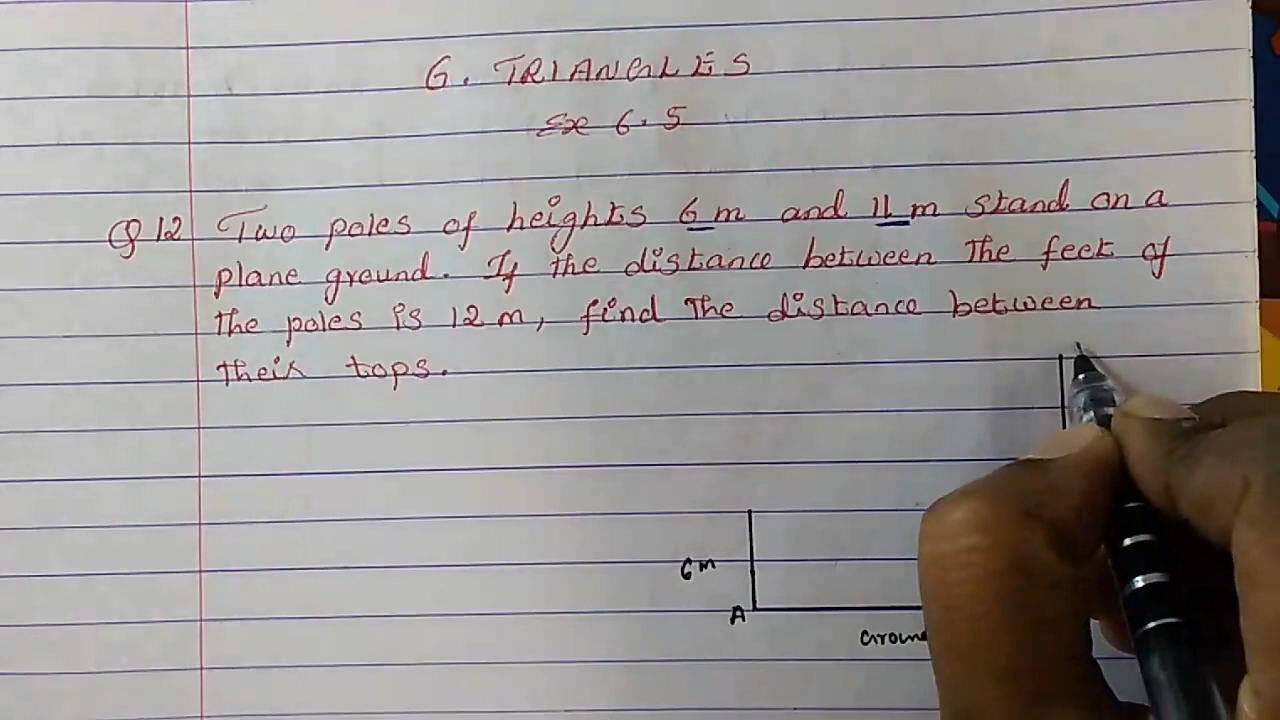 6. TRIANGLES
Ex 6.5
Q12 Two poles of heights 6 m and 11 m stand on a
plane ground. If the distance between the feet of
the poles is 12 m, find the distance between
their tops.
6m
A